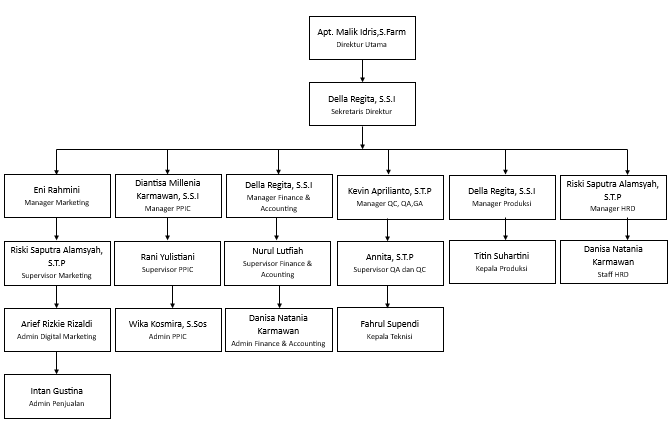 Apt. Malik Idris,S.Farm
Direktur Utama
Della Regita, S.S.I
Sekretaris Direktur
Eni Rahmini
Manager Marketing
Diantisa Millenia
Karmawan, S.S.I
Manager PPIC
Della Regita, S.S.I
Manager Finance &
Accounting
Kevin Aprilianto, S.T.P
Manager QC, QA,GA
Della Regita, S.S.I
Manager Produksi
Riski Saputra Alamsyah,
S.T.P
Manager HRD
Riski Saputra Alamsyah,
S.T.P
Supervisor Marketing
Rani Yulistiani
Supervisor PPIC
Nurul Lutfiah
Supervisor Finance &
Acounting
Annita, S.T.P
Supervisor QA dan QC
Titin Suhartini
Kepala Produksi
Danisa Natania
Karmawan
Staff HRD
Arief Rizkie Rizaldi
Admin Digital Marketing
Wika Kosmira, S.Sos
Admin PPIC
Danisa Natania
Karmawan
Admin Finance & Accounting
Fahrul Supendi
Kepala Teknisi
Intan Gustina
Admin Penjualan